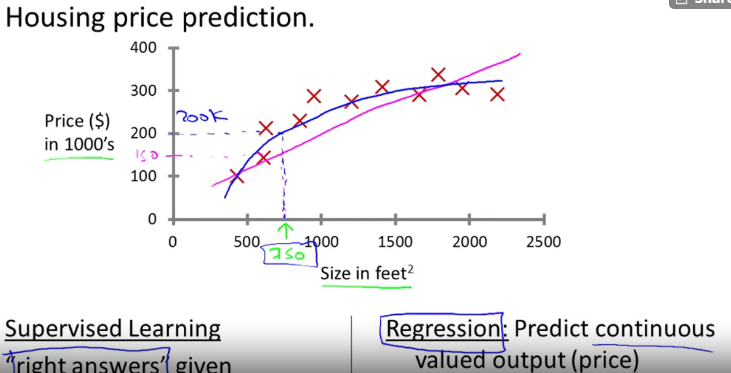 Housing price prediction.
400
300
200
100
0
Price ($)
in 1000's
200K
150
0
500
1000
1500
2000
2500
750
Size in feet²
Supervised Learning
"right answers" given
Regression: Predict continuous
valued output (price)